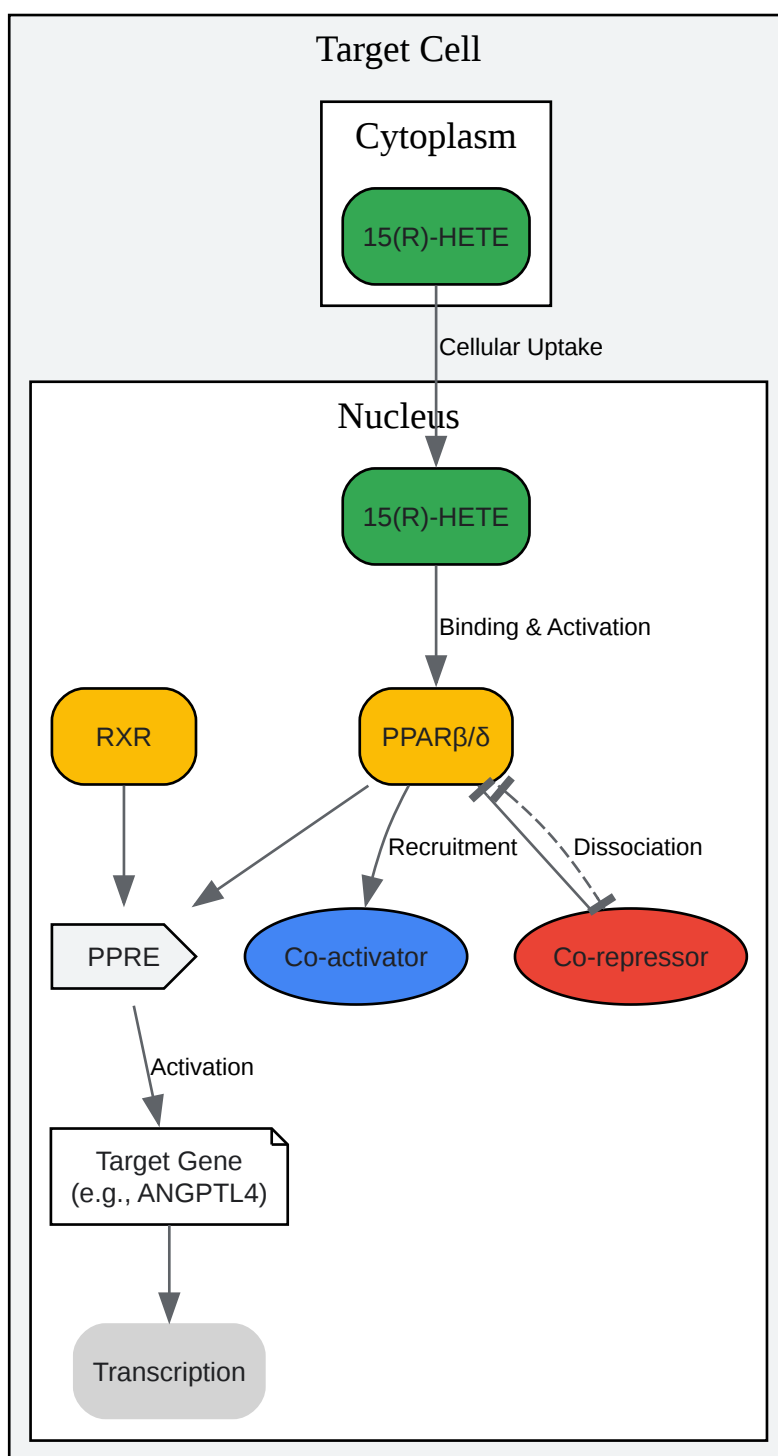 Target Cell
Cytoplasm
15(R)-HETE
Cellular Uptake
Nucleus
15(R)-HETE
Binding & Activation
RXR
PPARβ/δ
Recruitment
Dissociation
PPRE
Co-activator
Co-repressor
Activation
Target Gene
(e.g., ANGPTL4)
Transcription